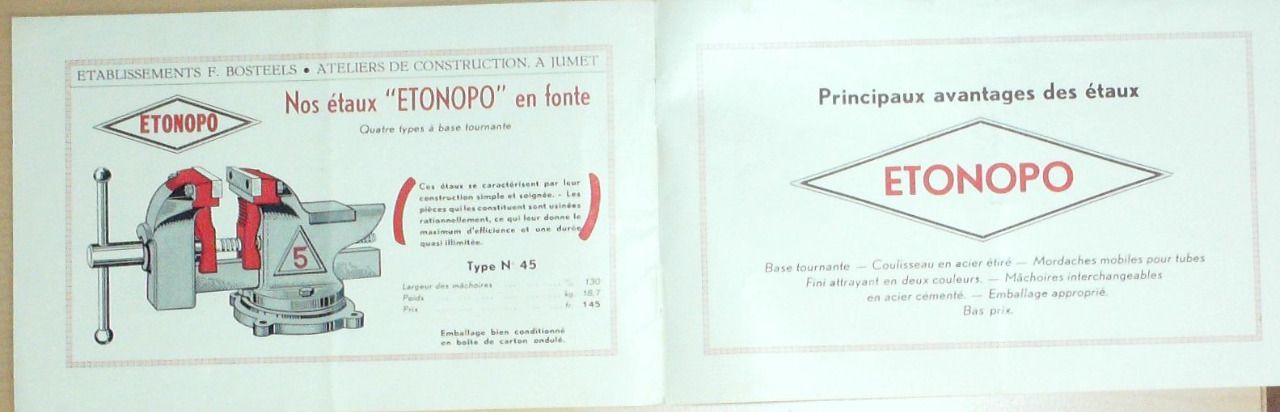 ETABLISSEMENTS F. BOSTEELS • ATELIERS DE CONSTRUCTION, A JUMET
Nos étaux "ETONOPO" en fonte
ETONOPO
Quatre types à base tournante
Ces étaux se caractérisent par leur
construction simple et soignée. - Les
pièces qui les constituent sont usinées
rationnellement, ce qui leur donne le
maximum d'efficience et une durée
quasi illimitée.
5
Type N° 45
Largeur des mâchoires 130
Poids kg. 18,7
Prix fr. 145
Emballage bien conditionné
en boîte de carton ondulé.
Principaux avantages des étaux
ETONOPO
Base tournante — Coulisseau en acier étiré — Mordaches mobiles pour tubes
Fini attrayant en deux couleurs. — Mâchoires interchangeables
en acier cémenté. — Emballage approprié.
Bas prix.